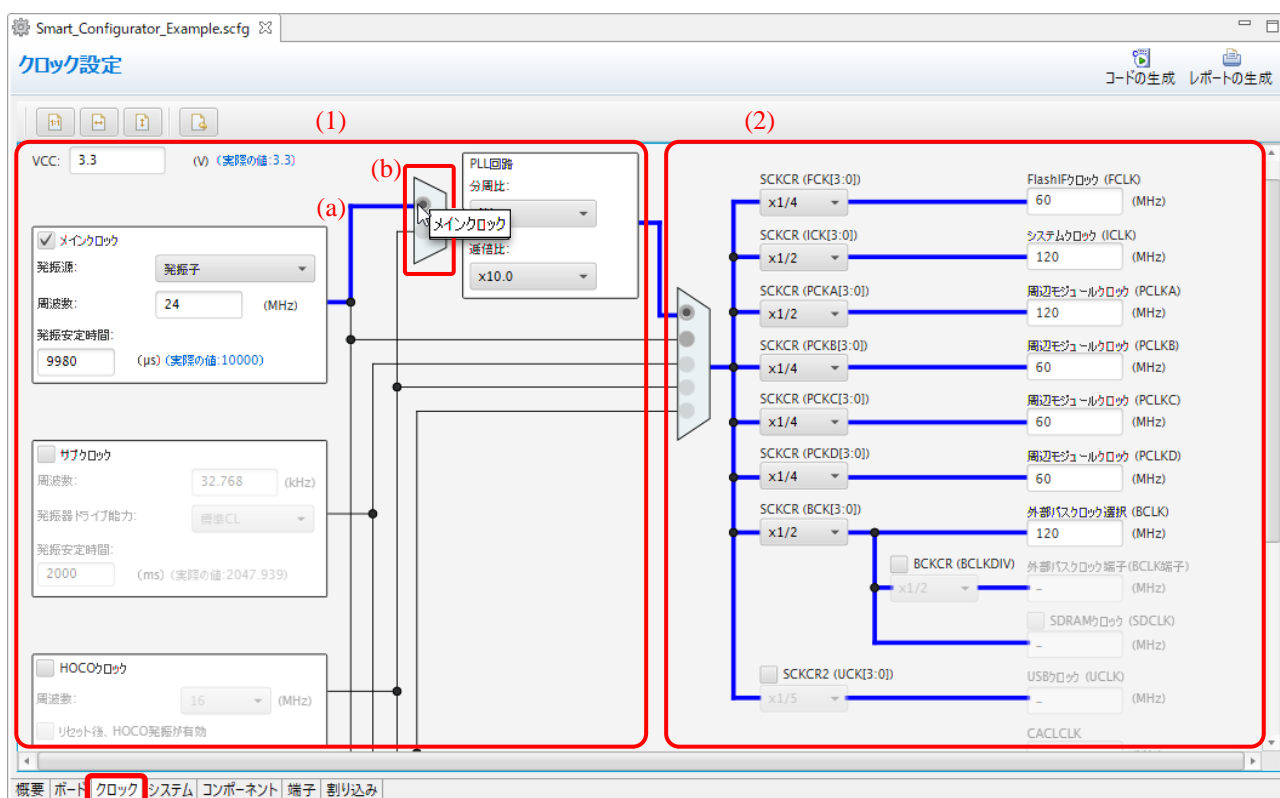 Smart_Configurator_Example.scfg
クロック設定
コードの生成 レポートの生成
(1)
(2)
VCC: 3.3 (V) (実際の値:3.3)
(a)
(b)
メインクロック
PLL回路
分周比:
逓倍比:
x10.0
メインクロック
発振源: 発振子
周波数: 24 (MHz)
発振安定時間:
9980 (μs) (実際の値:10000)
サブクロック
周波数: 32.768 (kHz)
発振器ドライブ能力: 標準CL
発振安定時間:
2000 (ms) (実際の値:2047.939)
HOCOクロック
周波数: 16 (MHz)
リセット後、HOCO発振が有効
SCKCR (FCK[3:0]) FlashIFクロック (FCLK)
x1/4 60 (MHz)
SCKCR (ICK[3:0]) システムクロック (ICLK)
x1/2 120 (MHz)
SCKCR (PCKA[3:0]) 周辺モジュールクロック (PCLKA)
x1/2 120 (MHz)
SCKCR (PCKB[3:0]) 周辺モジュールクロック (PCLKB)
x1/4 60 (MHz)
SCKCR (PCKC[3:0]) 周辺モジュールクロック (PCLKC)
x1/4 60 (MHz)
SCKCR (PCKD[3:0]) 周辺モジュールクロック (PCLKD)
x1/4 60 (MHz)
SCKCR (BCK[3:0]) 外部バスクロック選択 (BCLK)
x1/2 120 (MHz)
BCKCR (BCLKDIV) 外部バスクロック端子(BCLK端子)
x1/2 – (MHz)
SDRAMクロック (SDCLK)
– (MHz)
SCKCR2 (UCK[3:0]) USBクロック (UCLK)
x1/5 – (MHz)
CACLCLK
概要 ボード クロック システム コンポーネント 端子 割り込み